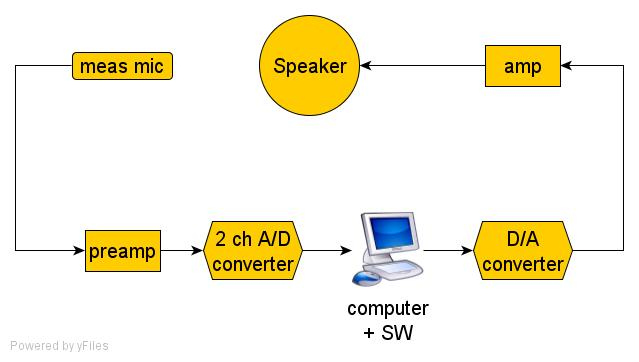 meas mic
Speaker
amp
preamp
2 ch A/D
converter
D/A
converter
computer
+ SW
Powered by yFiles